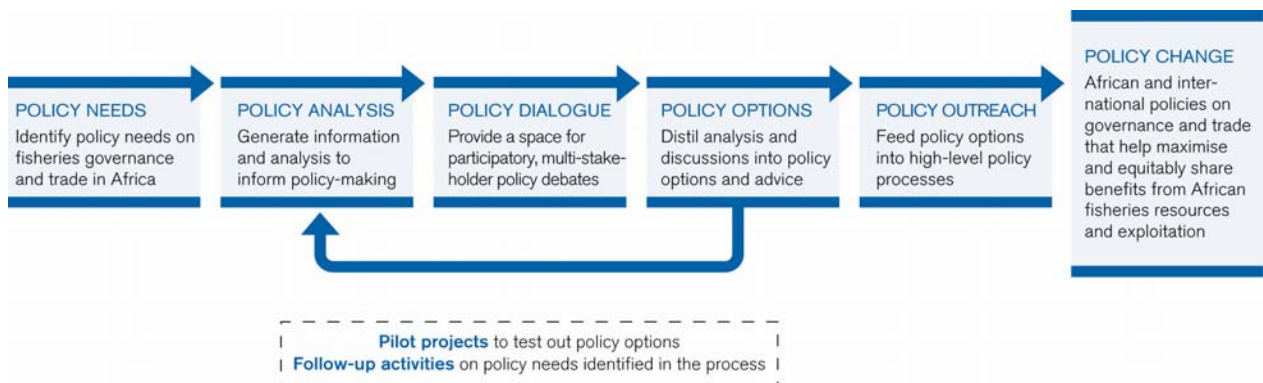 POLICY NEEDS
Identify policy needs on
fisheries governance
and trade in Africa
POLICY ANALYSIS
Generate information
and analysis to
inform policy-making
POLICY DIALOGUE
Provide a space for
participatory, multi-stake-
holder policy debates
POLICY OPTIONS
Distil analysis and
discussions into policy
options and advice
POLICY OUTREACH
Feed policy options
into high-level policy
processes
POLICY CHANGE
African and inter-
national policies on
governance and trade
that help maximise
and equitably share
benefits from African
fisheries resources
and exploitation
Pilot projects to test out policy options
Follow-up activities on policy needs identified in the process